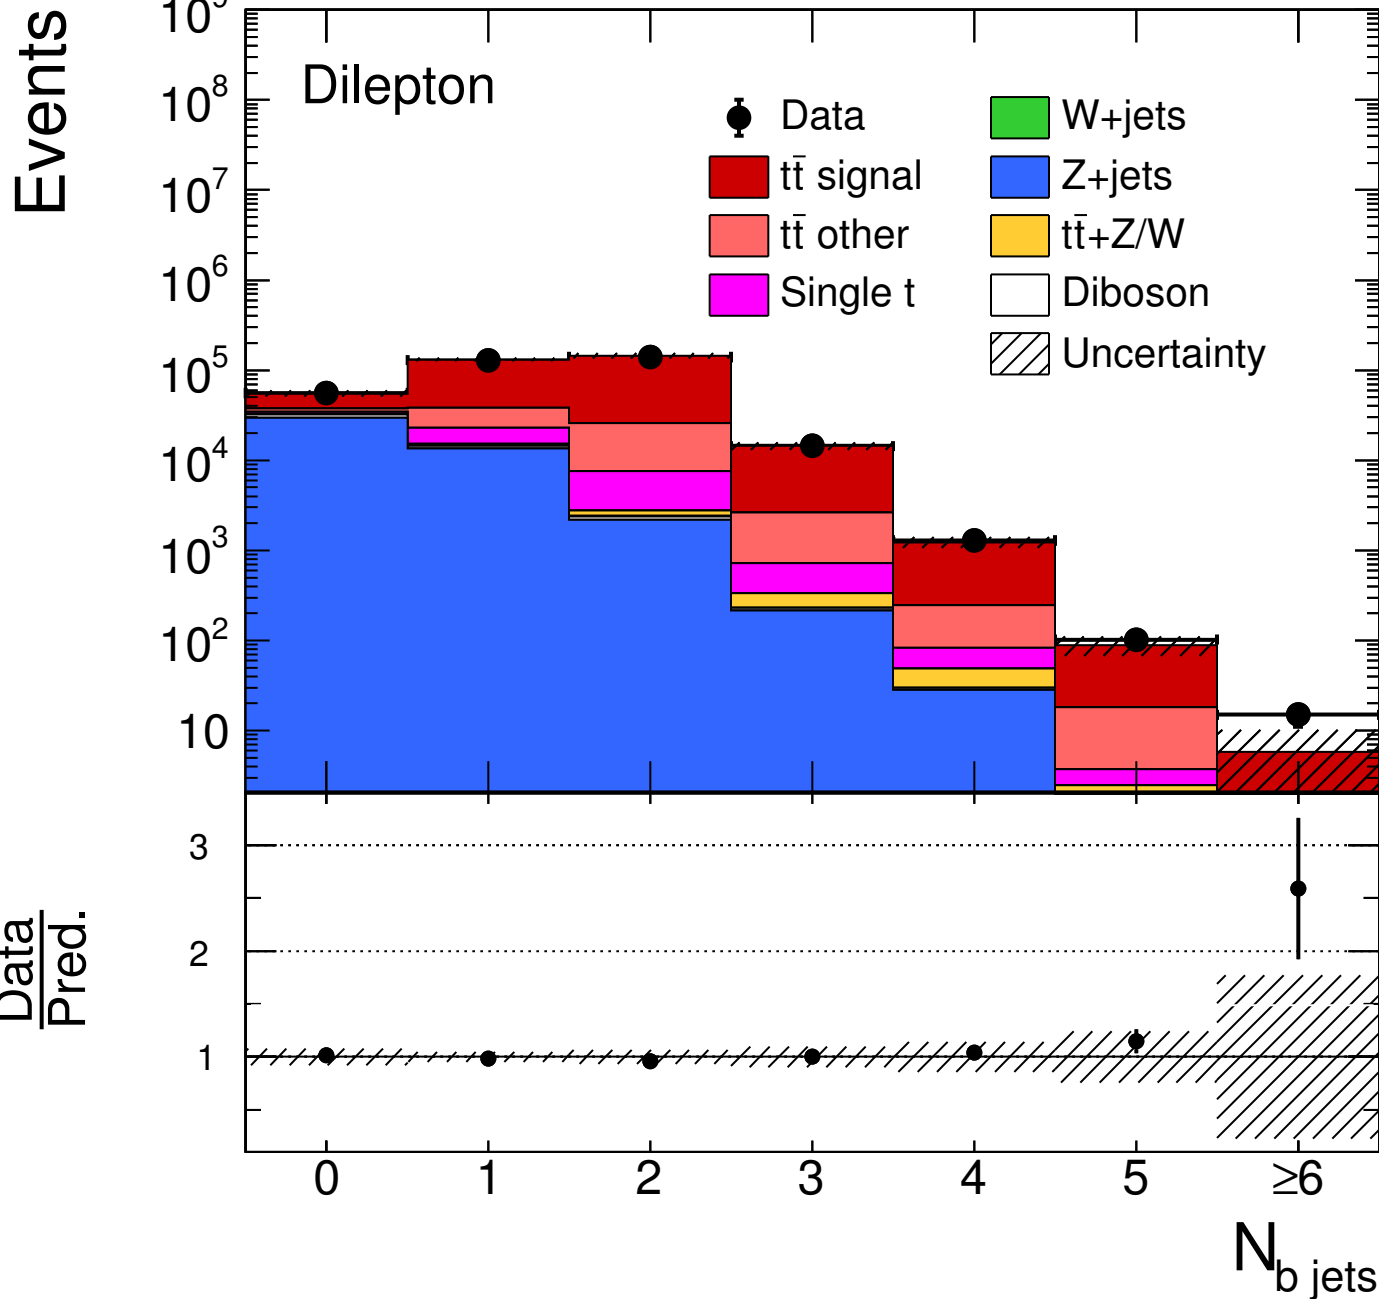 Events
10⁹
10⁸
10⁷
10⁶
10⁵
10⁴
10³
10²
10
Dilepton
Data
tt̄ signal
tt̄ other
Single t
W+jets
Z+jets
tt̄+Z/W
Diboson
Uncertainty
Data
Pred.
3
2
1
0 1 2 3 4 5 ≥6
N_b jets